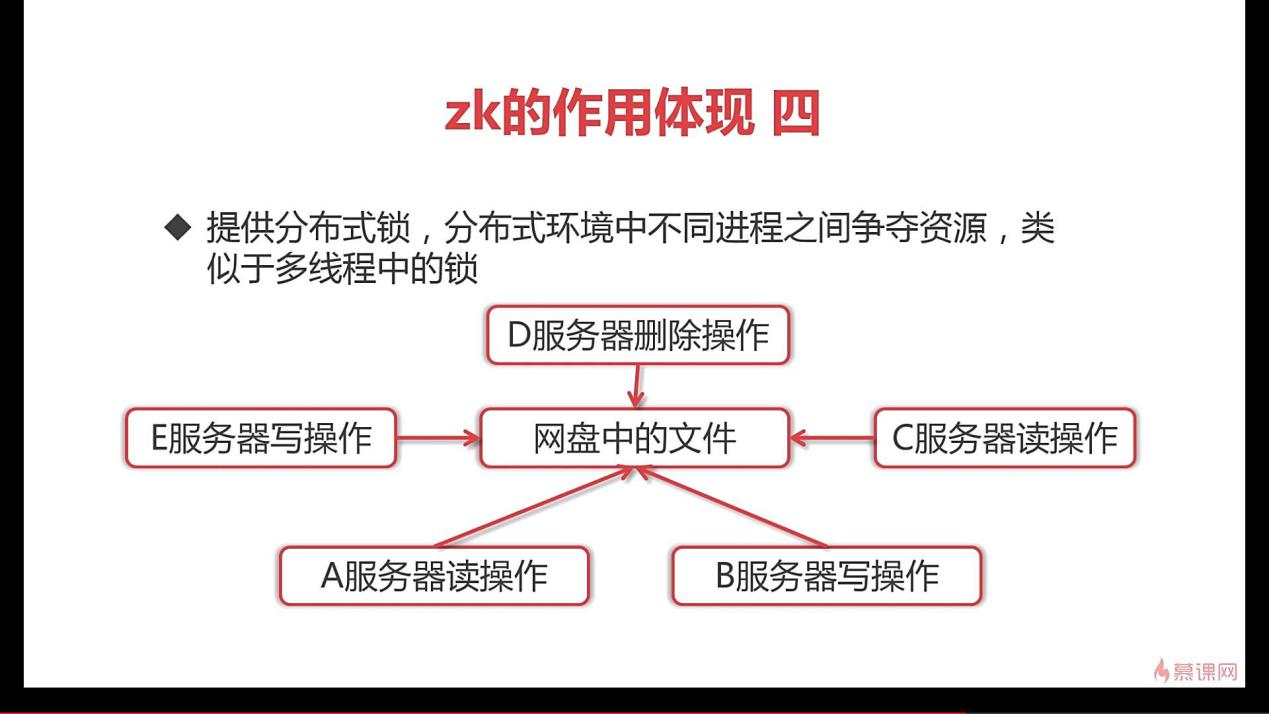 zk的作用体现 四
◆ 提供分布式锁，分布式环境中不同进程之间争夺资源，类
似于多线程中的锁
D服务器删除操作
E服务器写操作
网盘中的文件
C服务器读操作
A服务器读操作
B服务器写操作
慕课网